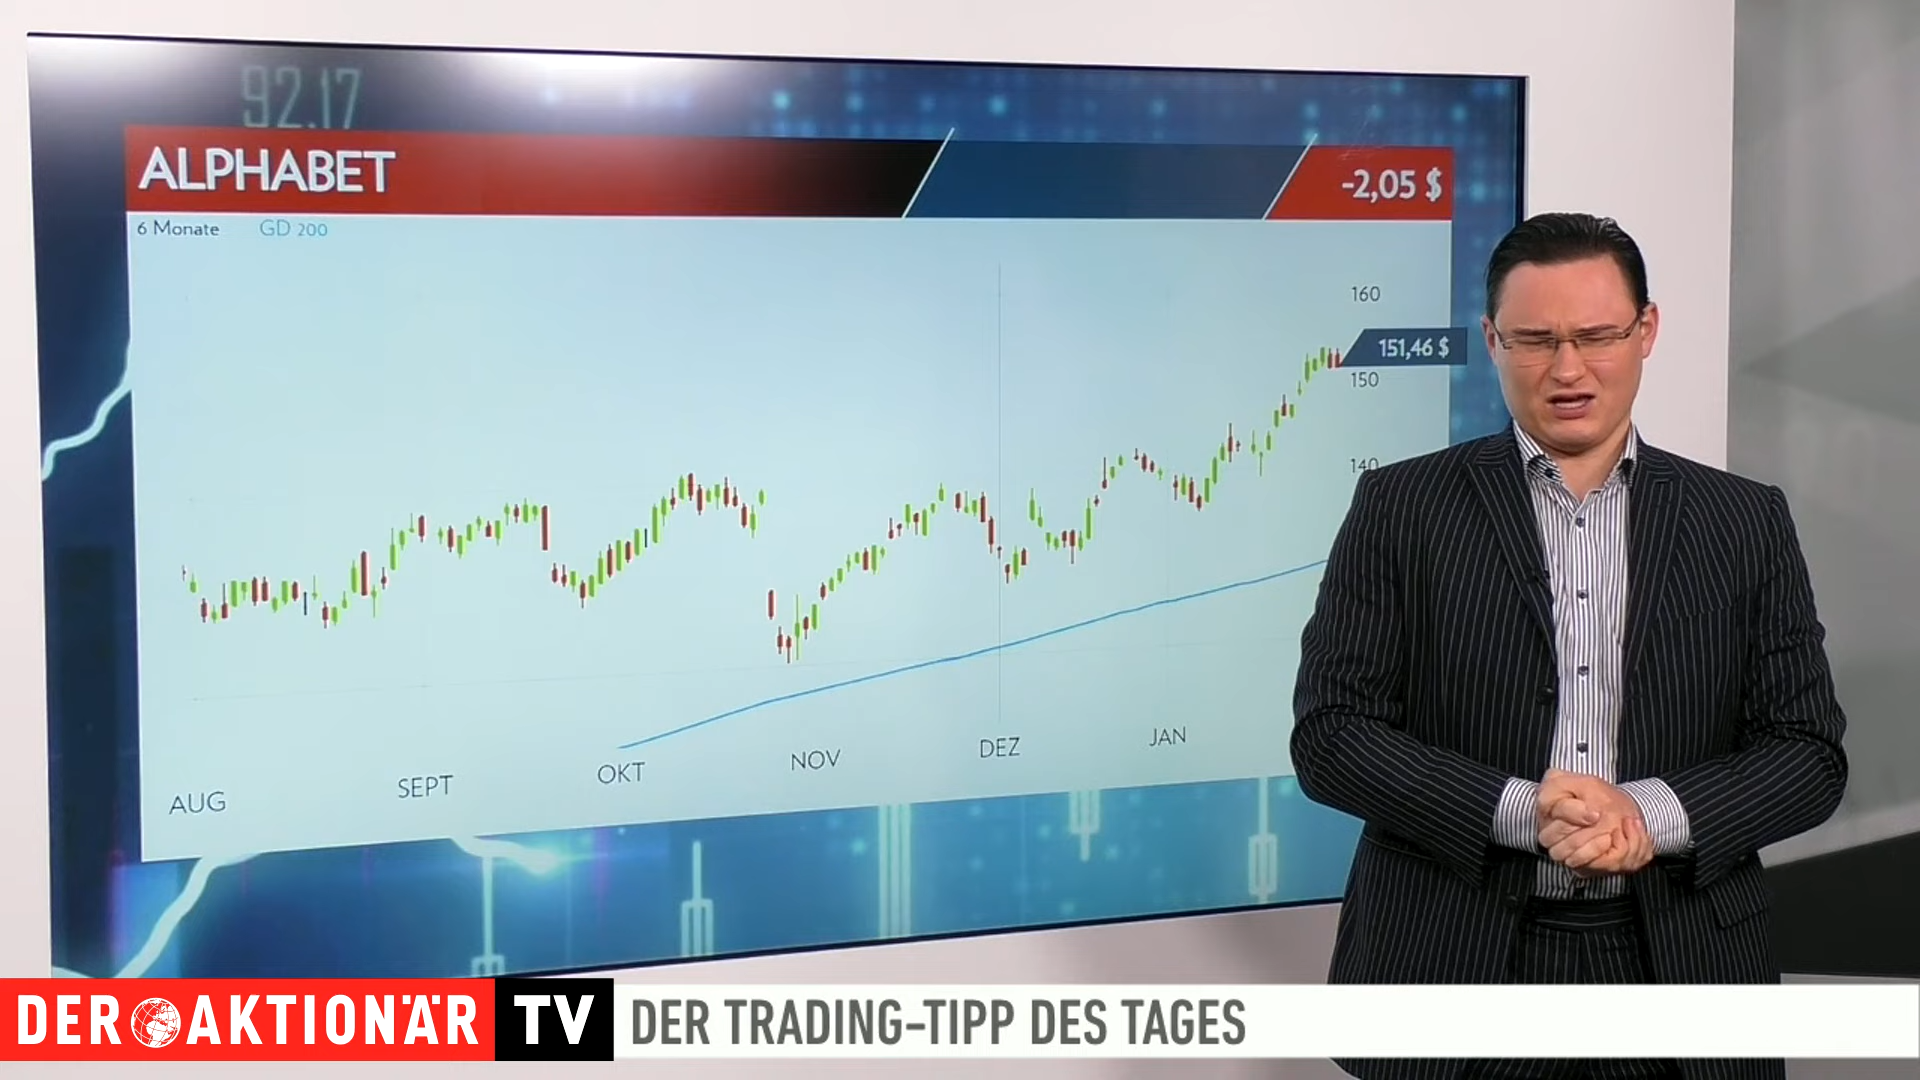 92.17
ALPHABET
-2,05 $
6 Monate GD 200
160
151,46 $
150
140
AUG SEPT OKT NOV DEZ JAN
DER AKTIONÄR TV DER TRADING-TIPP DES TAGES